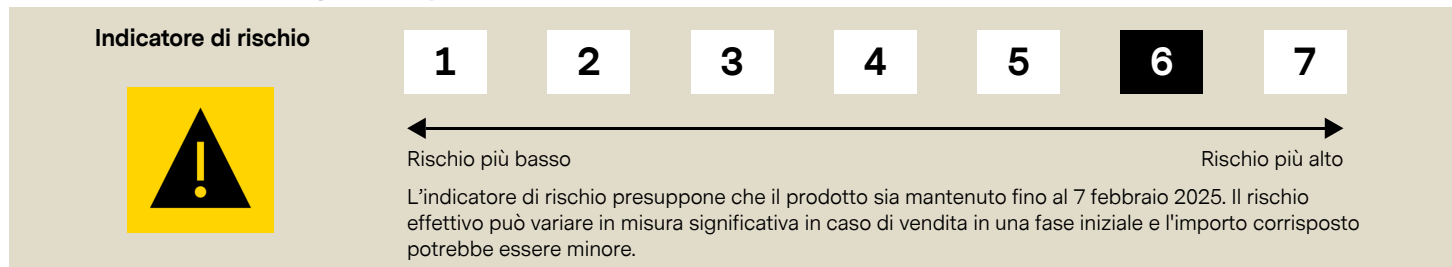 Indicatore di rischio
1 2 3 4 5 6 7
Rischio più basso Rischio più alto
L'indicatore di rischio presuppone che il prodotto sia mantenuto fino al 7 febbraio 2025. Il rischio
effettivo può variare in misura significativa in caso di vendita in una fase iniziale e l'importo corrisposto
potrebbe essere minore.